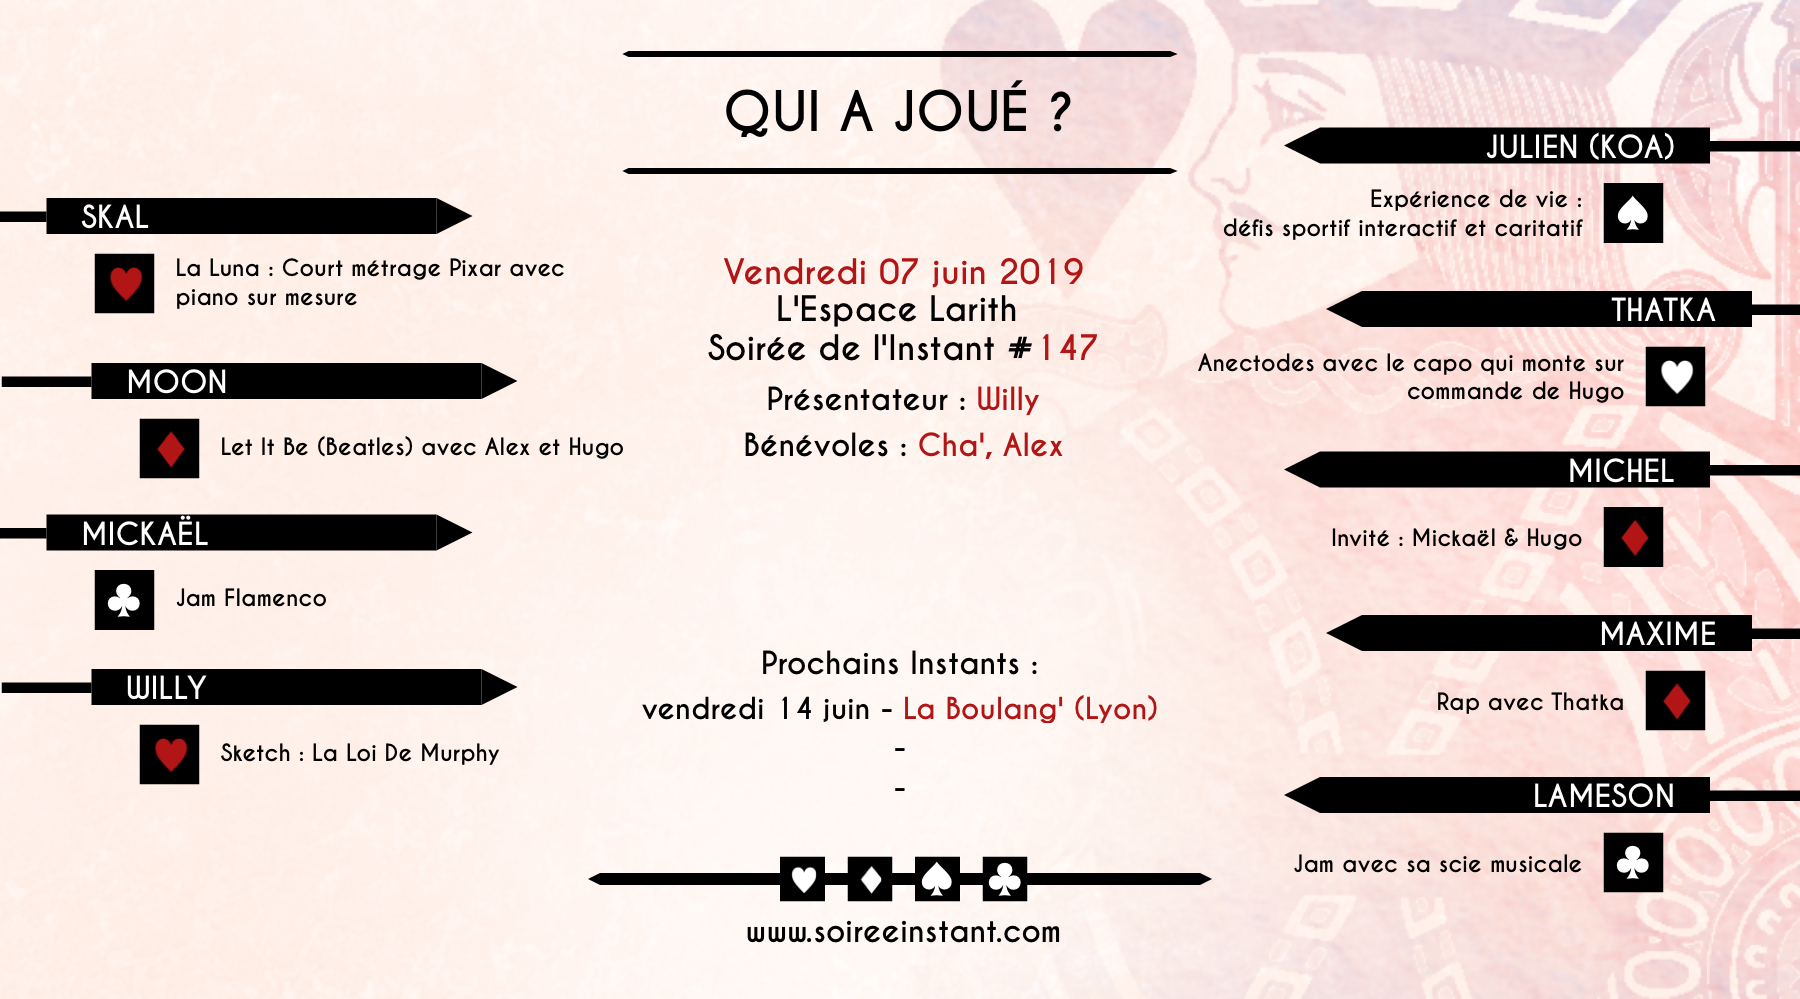 QUI A JOUÉ ?
SKAL
La Luna : Court métrage Pixar avec
piano sur mesure
MOON
Let It Be (Beatles) avec Alex et Hugo
MICKAËL
Jam Flamenco
WILLY
Sketch : La Loi De Murphy
Vendredi 07 juin 2019
L'Espace Larith
Soirée de l'Instant #147
Présentateur : Willy
Bénévoles : Cha', Alex
Prochains Instants :
vendredi 14 juin - La Boulang' (Lyon)
-
-
www.soireeinstant.com
JULIEN (KOA)
Expérience de vie :
défis sportif interactif et caritatif
THATKA
Anectodes avec le capo qui monte sur
commande de Hugo
MICHEL
Invité : Mickaël & Hugo
MAXIME
Rap avec Thatka
LAMESON
Jam avec sa scie musicale